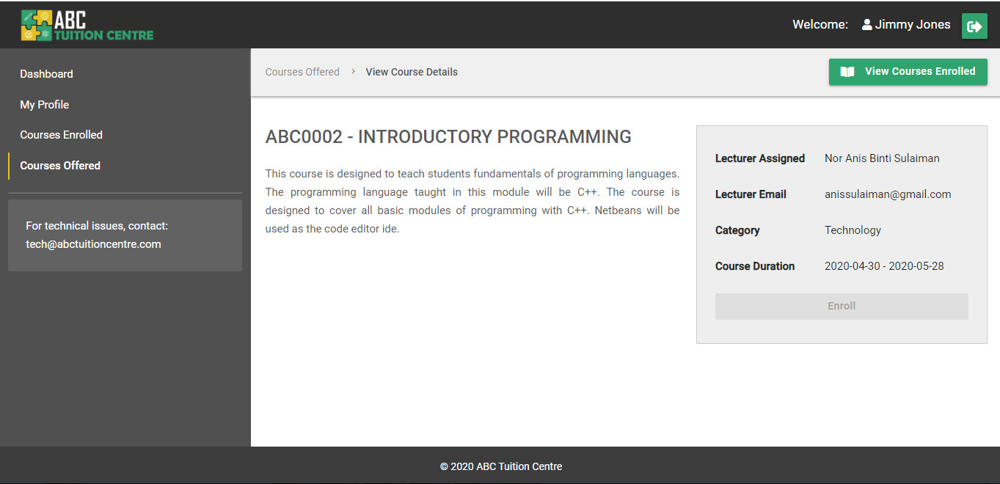 ABC
TUITION CENTRE
Welcome: Jimmy Jones
Dashboard
My Profile
Courses Enrolled
Courses Offered
For technical issues, contact:
tech@abctuitioncentre.com
Courses Offered > View Course Details
View Courses Enrolled
ABC0002 - INTRODUCTORY PROGRAMMING
This course is designed to teach students fundamentals of programming languages.
The programming language taught in this module will be C++. The course is
designed to cover all basic modules of programming with C++. Netbeans will be
used as the code editor ide.
Lecturer Assigned Nor Anis Binti Sulaiman
Lecturer Email anissulaiman@gmail.com
Category Technology
Course Duration 2020-04-30 - 2020-05-28
Enroll
© 2020 ABC Tuition Centre